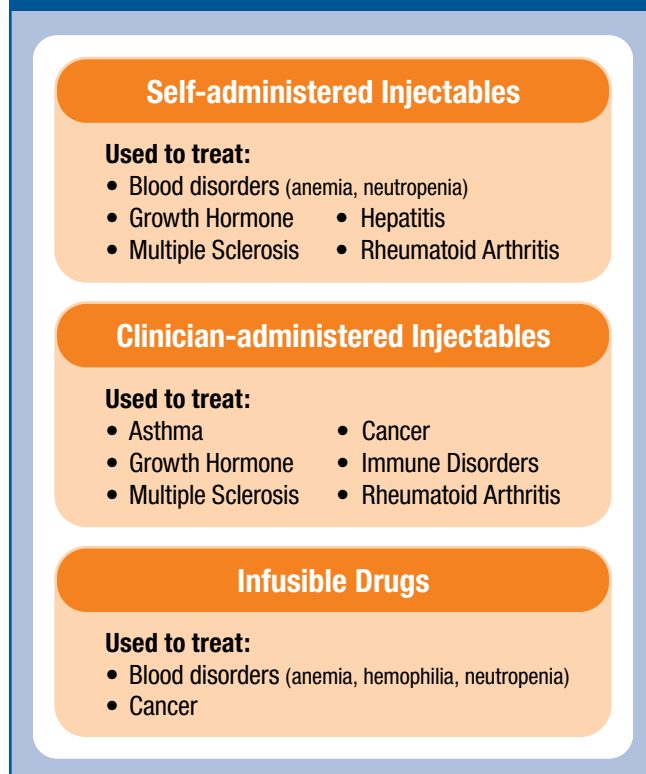 Self-administered Injectables
Used to treat:
• Blood disorders (anemia, neutropenia)
• Growth Hormone • Hepatitis
• Multiple Sclerosis • Rheumatoid Arthritis
Clinician-administered Injectables
Used to treat:
• Asthma • Cancer
• Growth Hormone • Immune Disorders
• Multiple Sclerosis • Rheumatoid Arthritis
Infusible Drugs
Used to treat:
• Blood disorders (anemia, hemophilia, neutropenia)
• Cancer